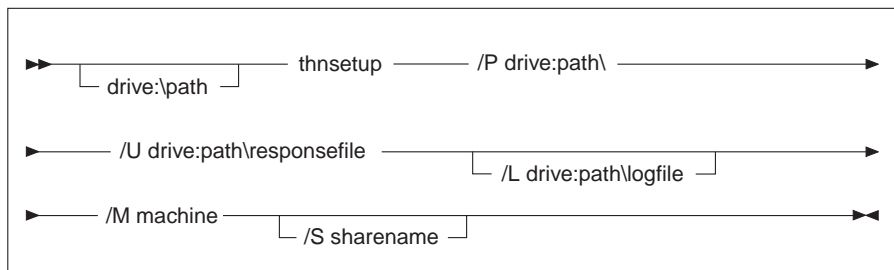 thnsetup /P drive:path\
drive:\path
/U drive:path\responsefile
/L drive:path\logfile
/M machine
/S sharename